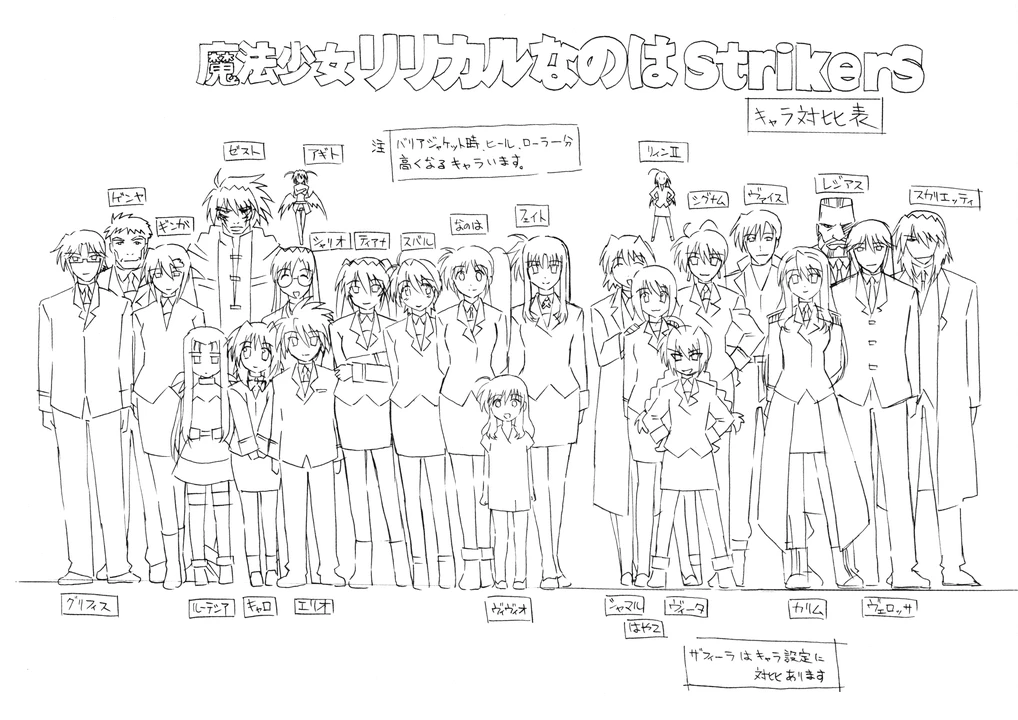 魔法少女リリカルなのはStrikerS
キャラ対比表
注 バリアジャケット時、ヒール、ローラー分
高くなるキャラいます。
ゼスト
アギト
リィンⅡ
ゲンヤ
ギンガ
シャリオ
ティアナ
スバル
なのは
フェイト
シグナム
ヴァイス
レジアス
スカリエッティ
グリフィス
ルーテシア
キャロ
エリオ
ヴィヴィオ
シャマル
はやて
ヴィータ
カリム
ヴェロッサ
ザフィーラはキャラ設定に
対比あります